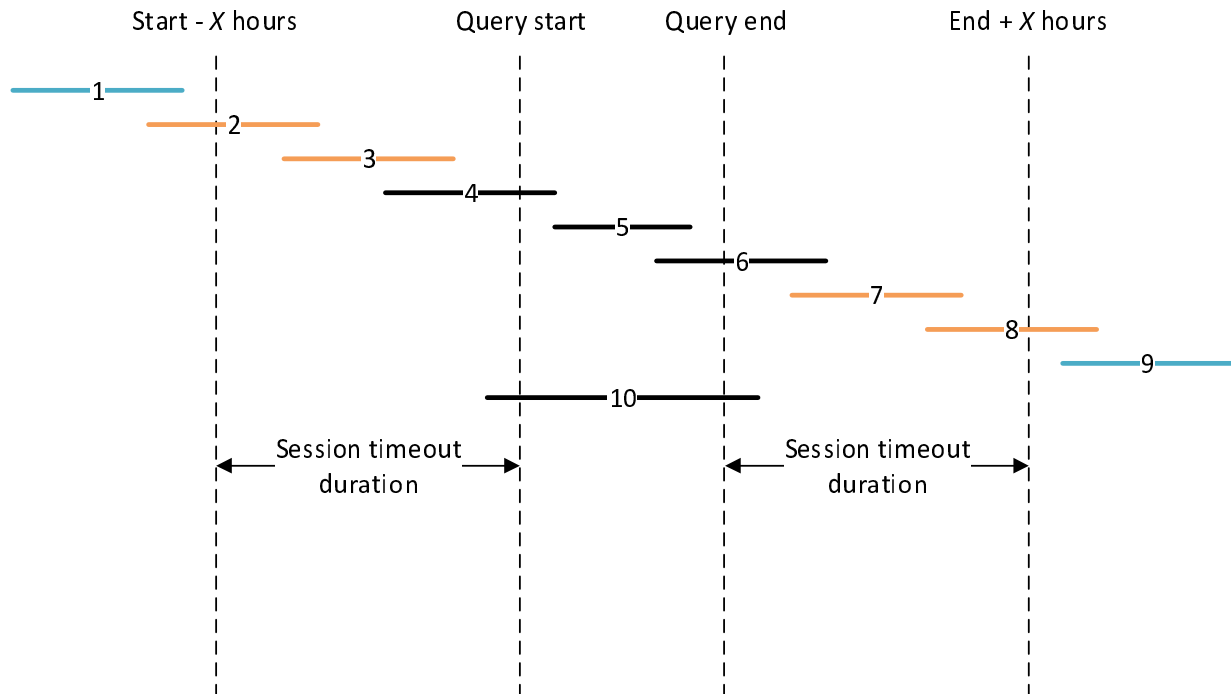 Start - X hours
Query start
Query end
End + X hours
1
2
3
4
5
6
7
8
9
10
Session timeout
duration
Session timeout
duration